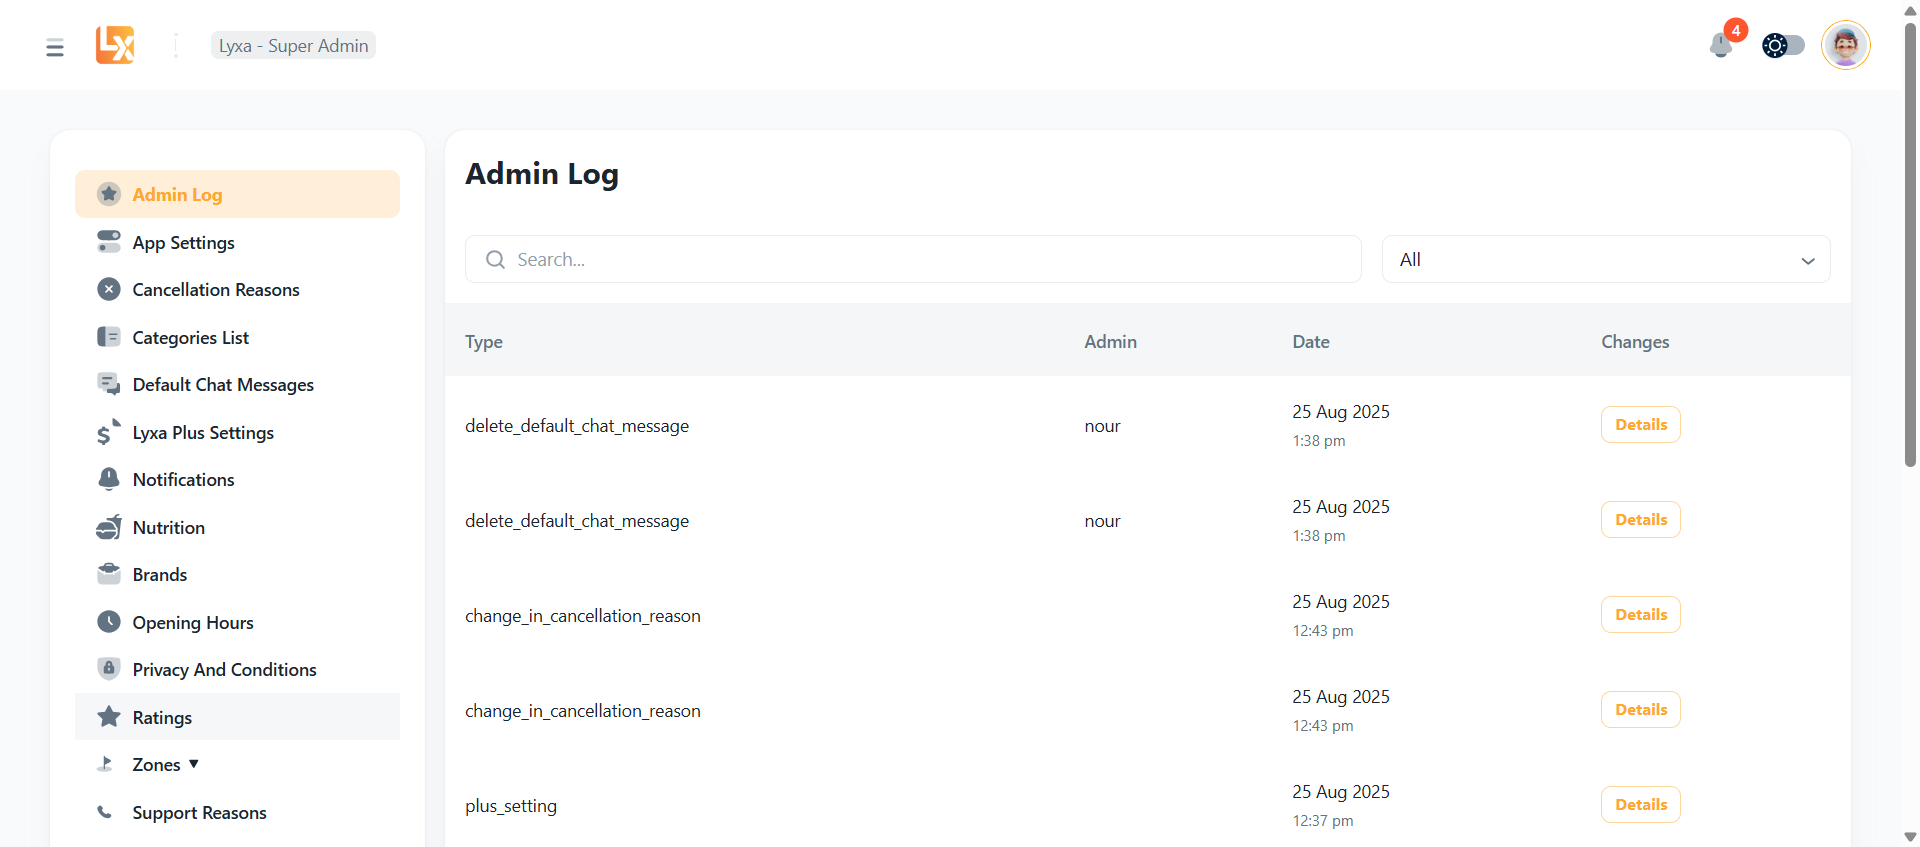 LX
Lyxa - Super Admin
4
Admin Log
App Settings
Cancellation Reasons
Categories List
Default Chat Messages
Lyxa Plus Settings
Notifications
Nutrition
Brands
Opening Hours
Privacy And Conditions
Ratings
Zones ▼
Support Reasons
Admin Log
Search...
All
Type Admin Date Changes
delete_default_chat_message nour 25 Aug 2025 Details
1:38 pm
delete_default_chat_message nour 25 Aug 2025 Details
1:38 pm
change_in_cancellation_reason 25 Aug 2025 Details
12:43 pm
change_in_cancellation_reason 25 Aug 2025 Details
12:43 pm
plus_setting 25 Aug 2025 Details
12:37 pm